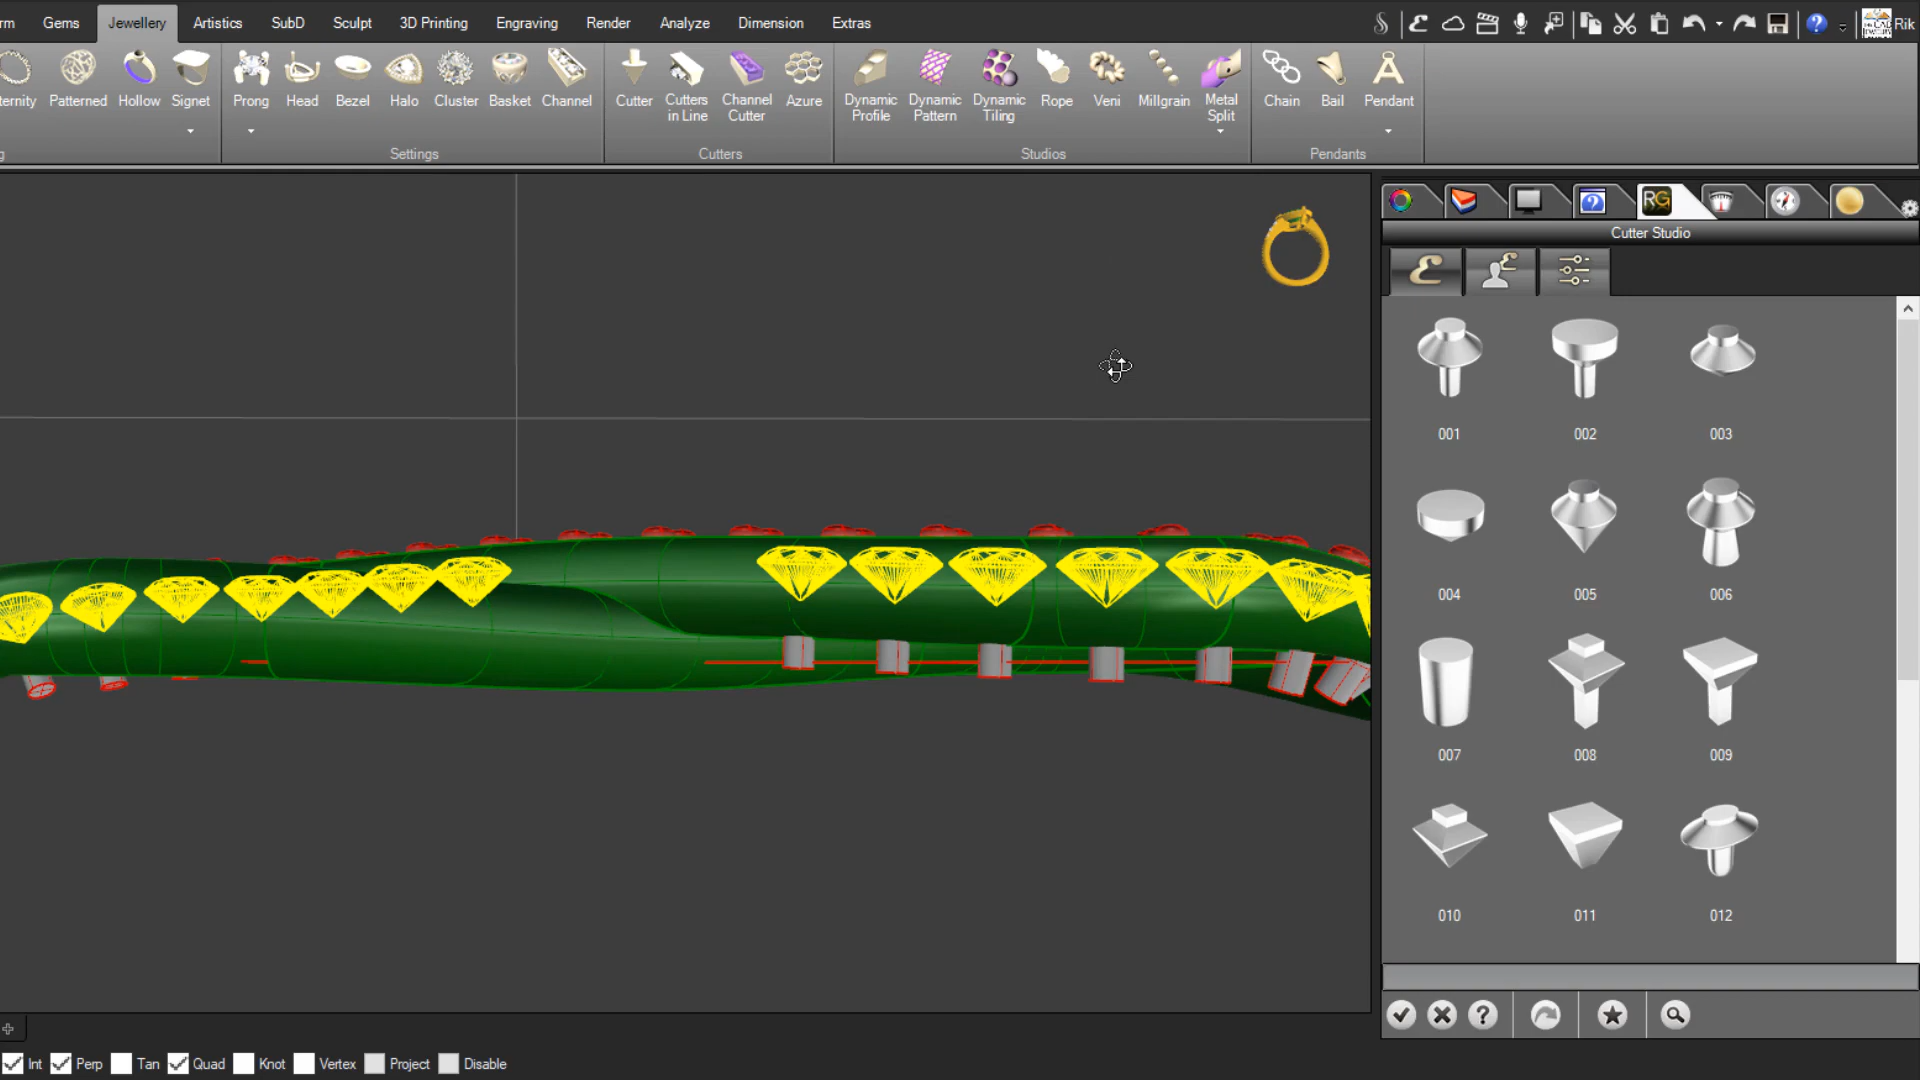 rm Gems Jewellery Artistics SubD Sculpt 3D Printing Engraving Render Analyze Dimension Extras Rik
ternity Patterned Hollow Signet Prong Head Bezel Halo Cluster Basket Channel Cutter Cutters in Line Channel Cutter Azure Dynamic Profile Dynamic Pattern Dynamic Tiling Rope Veni Millgrain Metal Split Chain Bail Pendant
g Settings Cutters Studios Pendants
RG
Cutter Studio
001 002 003
004 005 006
007 008 009
010 011 012
Int Perp Tan Quad Knot Vertex Project Disable